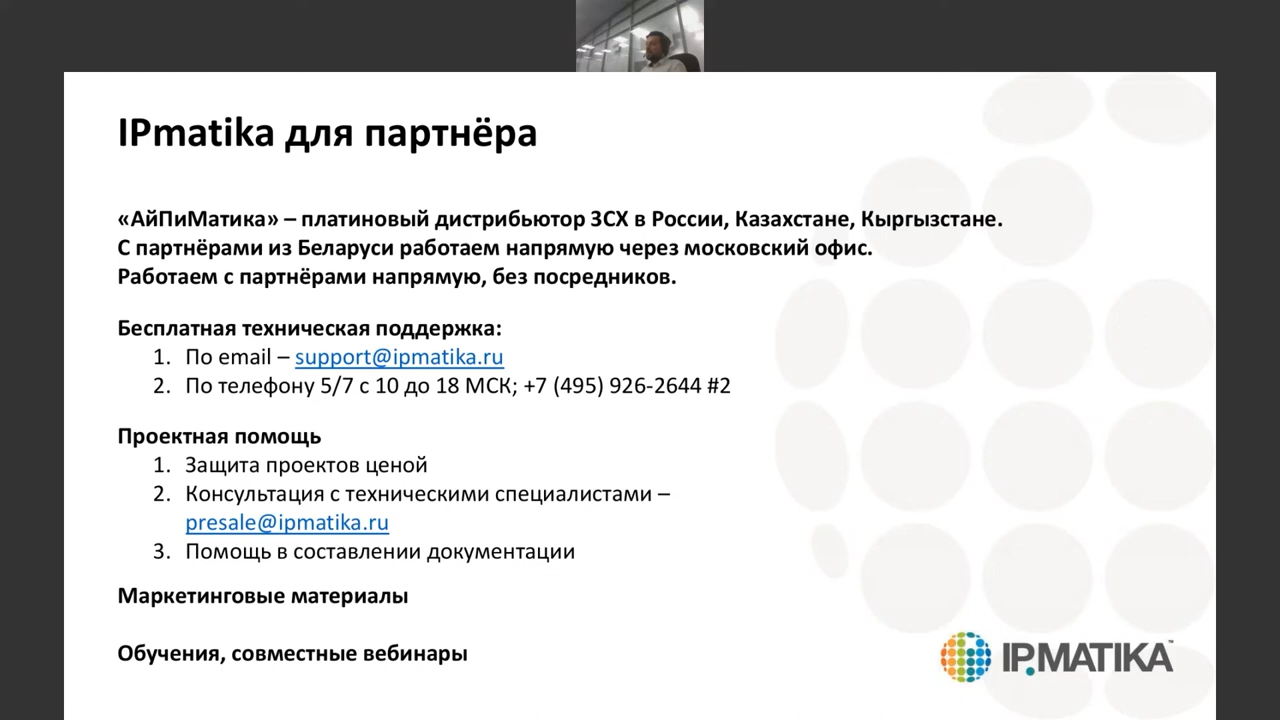 IPmatika для партнёра
«АйПиМатика» – платиновый дистрибьютор 3CX в России, Казахстане, Кыргызстане.
С партнёрами из Беларуси работаем напрямую через московский офис.
Работаем с партнёрами напрямую, без посредников.
Бесплатная техническая поддержка:
1. По email – support@ipmatika.ru
2. По телефону 5/7 с 10 до 18 МСК; +7 (495) 926-2644 #2
Проектная помощь
1. Защита проектов ценой
2. Консультация с техническими специалистами –
presale@ipmatika.ru
3. Помощь в составлении документации
Маркетинговые материалы
Обучения, совместные вебинары
IPMATIKA™